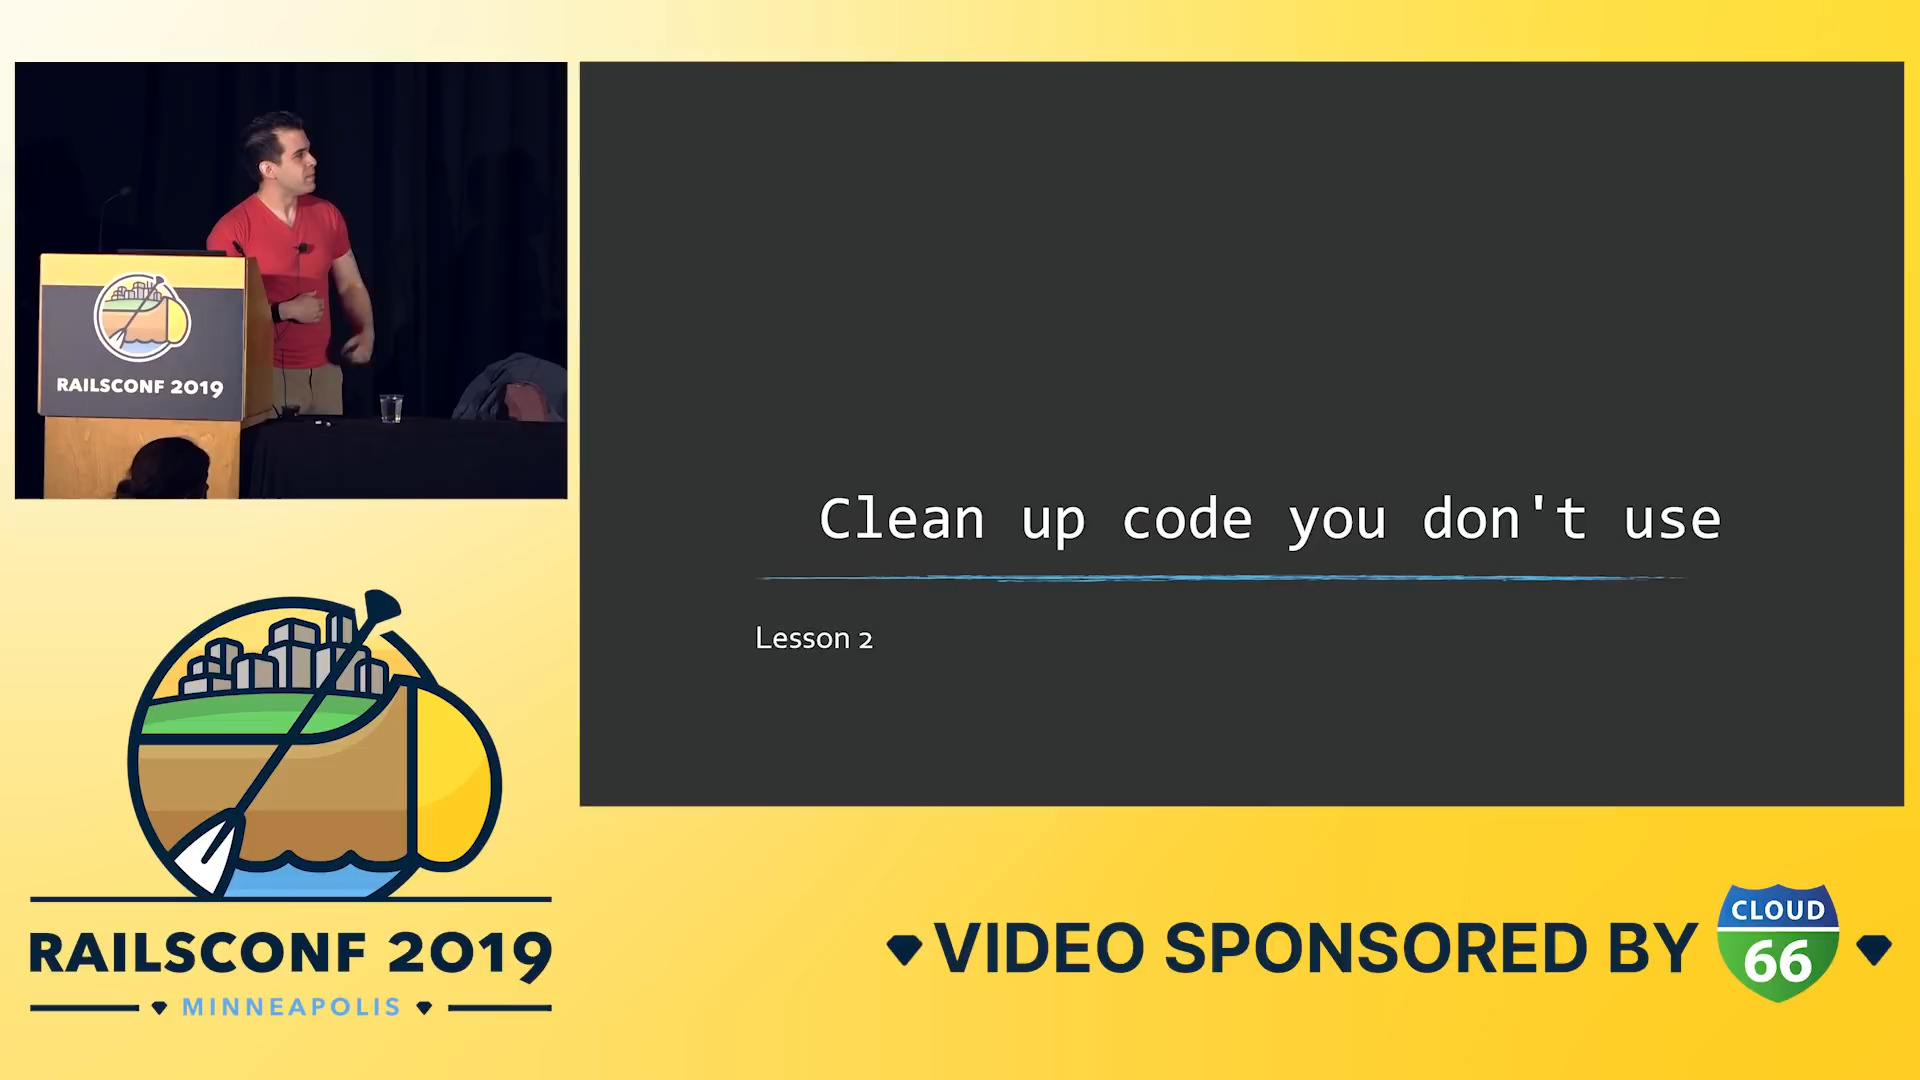 RAILSCONF 2019
Clean up code you don't use
Lesson 2
RAILSCONF 2019
MINNEAPOLIS
VIDEO SPONSORED BY
CLOUD
66